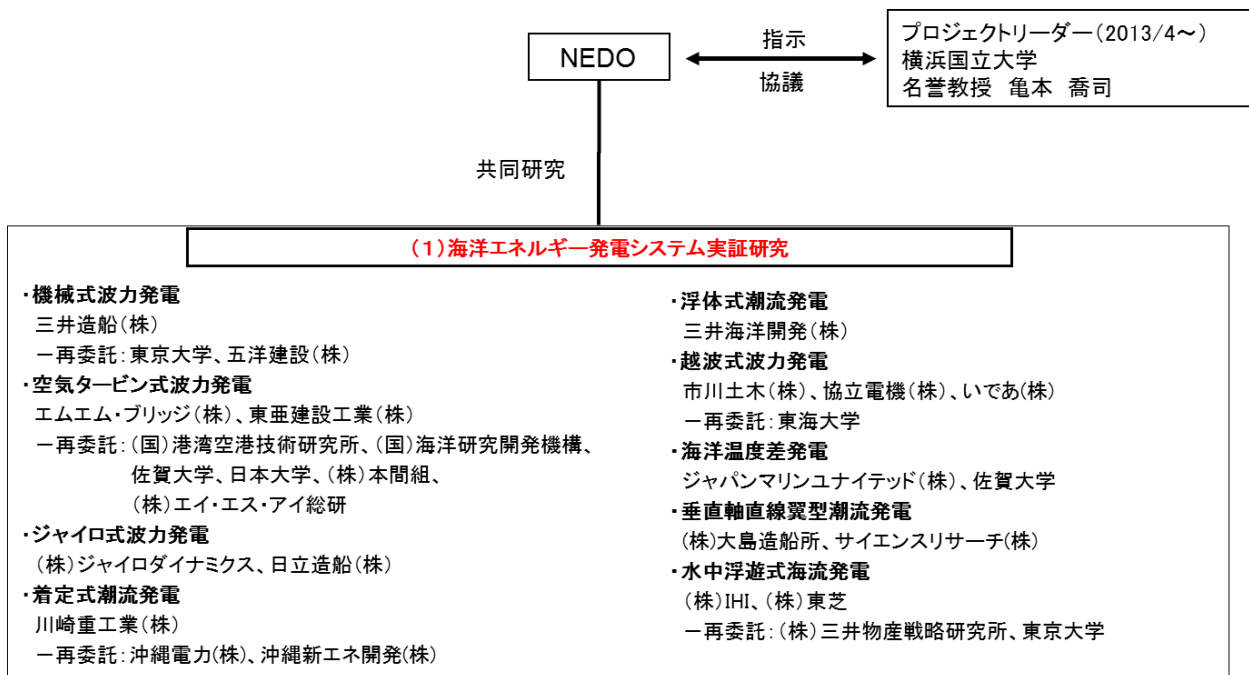 NEDO
指示
協議
プロジェクトリーダー(2013/4～)
横浜国立大学
名誉教授　亀本　喬司
共同研究
(1)海洋エネルギー発電システム実証研究
・機械式波力発電
三井造船(株)
－再委託：東京大学、五洋建設(株)
・空気タービン式波力発電
エムエム・ブリッジ(株)、東亜建設工業(株)
－再委託：(国)港湾空港技術研究所、(国)海洋研究開発機構、
佐賀大学、日本大学、(株)本間組、
(株)エイ・エス・アイ総研
・ジャイロ式波力発電
(株)ジャイロダイナミクス、日立造船(株)
・着定式潮流発電
川崎重工業(株)
－再委託：沖縄電力(株)、沖縄新エネ開発(株)
・浮体式潮流発電
三井海洋開発(株)
・越波式波力発電
市川土木(株)、協立電機(株)、いであ(株)
－再委託：東海大学
・海洋温度差発電
ジャパンマリンユナイテッド(株)、佐賀大学
・垂直軸直線翼型潮流発電
(株)大島造船所、サイエンスリサーチ(株)
・水中浮遊式海流発電
(株)IHI、(株)東芝
－再委託：(株)三井物産戦略研究所、東京大学